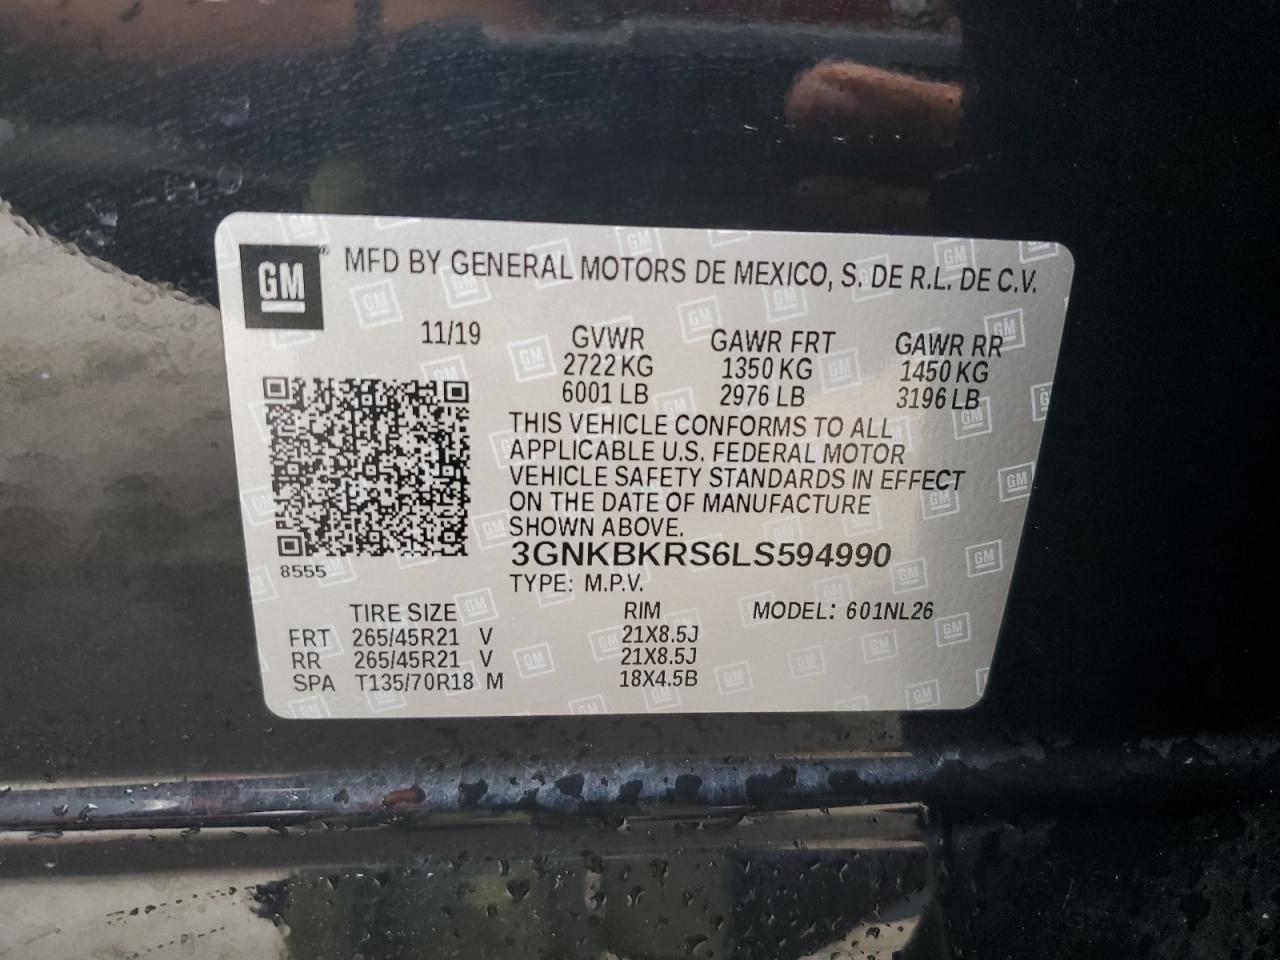 GM® MFD BY GENERAL MOTORS DE MEXICO, S. DE R.L. DE C.V.
11/19 GVWR GAWR FRT GAWR RR
2722 KG 1350 KG 1450 KG
6001 LB 2976 LB 3196 LB
THIS VEHICLE CONFORMS TO ALL
APPLICABLE U.S. FEDERAL MOTOR
VEHICLE SAFETY STANDARDS IN EFFECT
ON THE DATE OF MANUFACTURE
SHOWN ABOVE.
3GNKBKRS6LS594990
8555
TYPE: M.P.V.
TIRE SIZE RIM MODEL: 601NL26
FRT 265/45R21 V 21X8.5J
RR 265/45R21 V 21X8.5J
SPA T135/70R18 M 18X4.5B